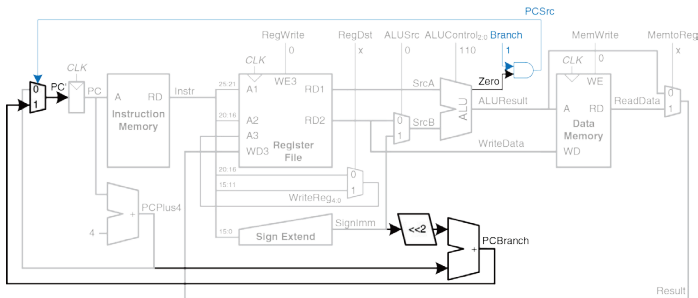 PCSrc
RegWrite RegDst ALUSrc ALUControl2:0 Branch MemWrite MemtoReg
0 x 0 110 1 0 x
CLK CLK CLK
0 1 PC' PC
A RD Instruction Memory Instr
25:21 A1 WE3 RD1 SrcA Zero
20:16 A2 RD2 0 1 SrcB ALU ALUResult
A3 WD3 Register File
WE A RD Data Memory WD ReadData 0 1
WriteData
20:16 0
15:11 1
WriteReg4:0
PCPlus4 +
4
15:0 Sign Extend SignImm <<2
+ PCBranch
Result